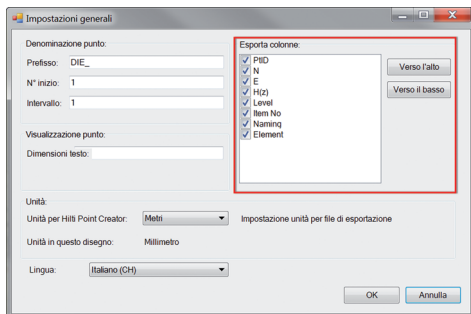 Impostazioni generali
Denominazione punto:
Prefisso: DIE_
N° inizio: 1
Intervallo: 1
Visualizzazione punto:
Dimensioni testo:
Esporta colonne:
PtID
N
E
H(z)
Level
Item No
Naming
Element
Verso l'alto
Verso il basso
Unità:
Unità per Hilti Point Creator: Metri Impostazione unità per file di esportazione
Unità in questo disegno: Millimetro
Lingua: Italiano (CH)
OK Annulla